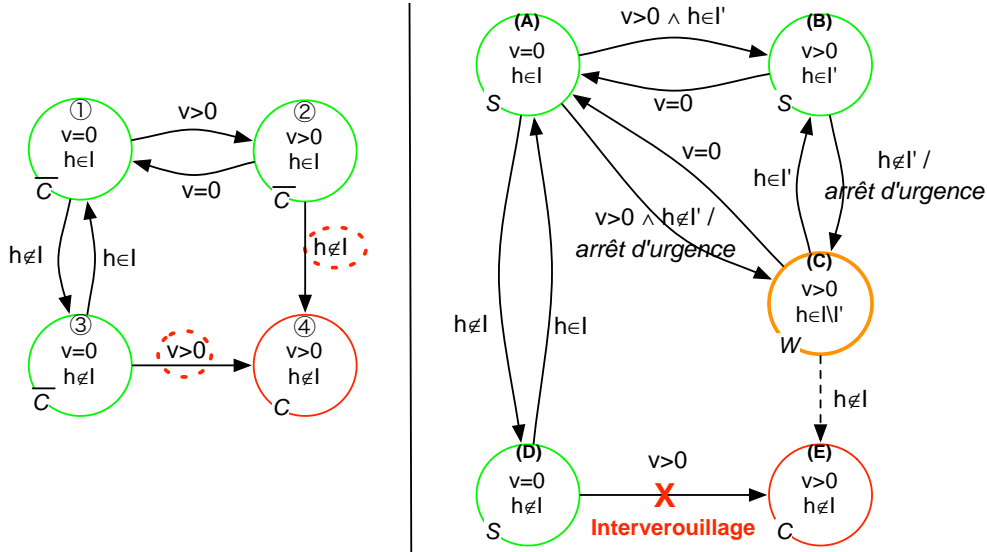 ①
v=0
h∈I
C
v>0
v=0
②
v>0
h∈I
C
h∉I
h∈I
h∉I
③
v=0
h∉I
C
v>0
④
v>0
h∉I
C
(A)
v=0
h∈I
S
v>0 ∧ h∈I'
v=0
(B)
v>0
h∈I'
S
v=0
h∈I'
h∉I' /
arrêt d'urgence
v>0 ∧ h∉I' /
arrêt d'urgence
(C)
v>0
h∈I\I'
W
h∉I
h∈I
h∉I
(D)
v=0
h∉I
S
v>0
X
Interverouillage
(E)
v>0
h∉I
C